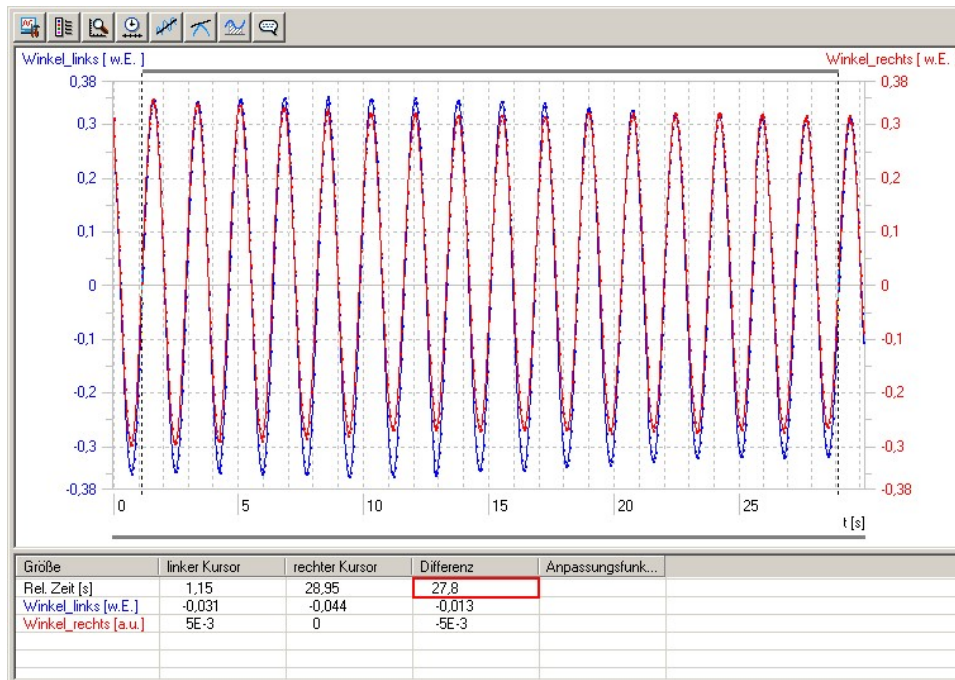 Winkel_links [ w.E. ] Winkel_rechts [ w.E.
0,38 0,38
0,3 0,3
0,2 0,2
0,1 0,1
0 0
-0,1 -0,1
-0,2 -0,2
-0,3 -0,3
-0,38 -0,38
0 5 10 15 20 25
t [s]
Größe linker Kursor rechter Kursor Differenz Anpassungsfunk...
Rel. Zeit [s] 1,15 28,95 27,8
Winkel_links [w.E.] -0,031 -0,044 -0,013
Winkel_rechts [a.u.] 5E-3 0 -5E-3